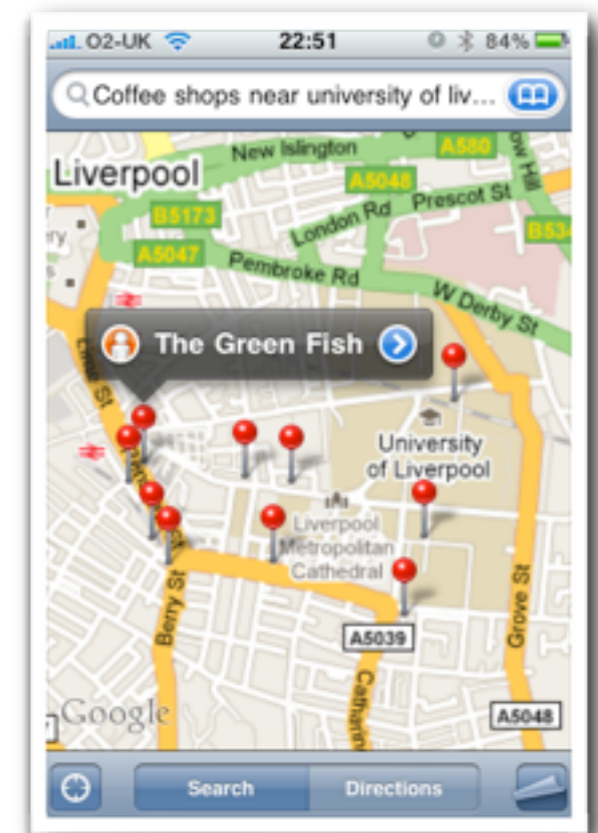 O2-UK 22:51 84%
Coffee shops near university of liv...
Liverpool
New Islington
A580
A5048
B5173
London Rd
Prescot St
A5047
Pembroke Rd
W Derby St
The Green Fish
Lime St
University
of Liverpool
Liverpool
Metropolitan
Cathedral
Berry St
Grove St
A5039
Google
A5048
Search Directions